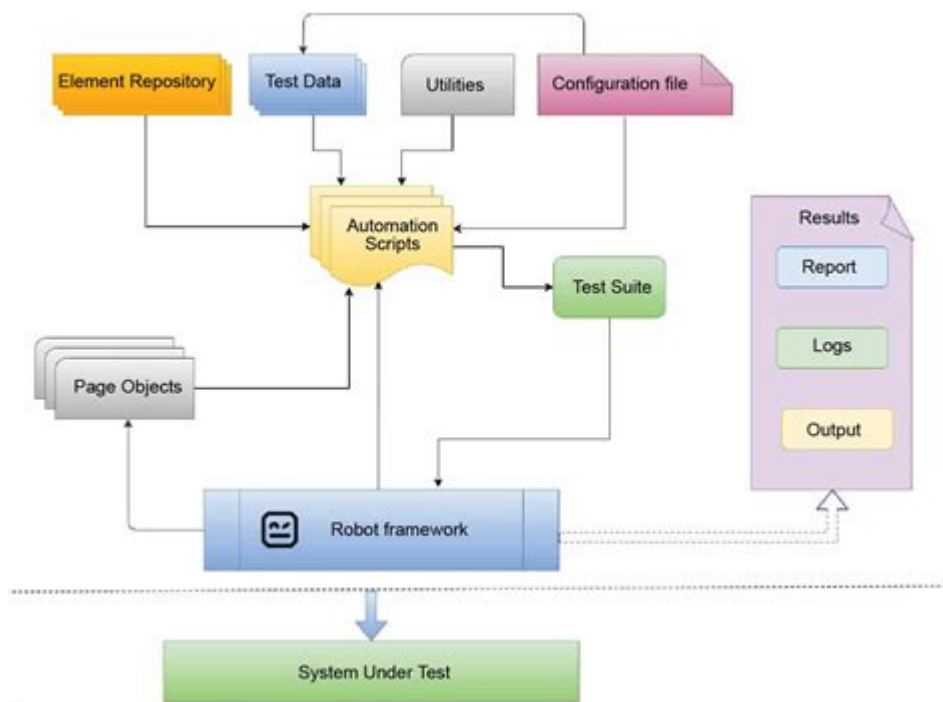 Element Repository
Test Data
Utilities
Configuration file
Automation
Scripts
Results
Report
Test Suite
Logs
Page Objects
Output
Robot framework
System Under Test